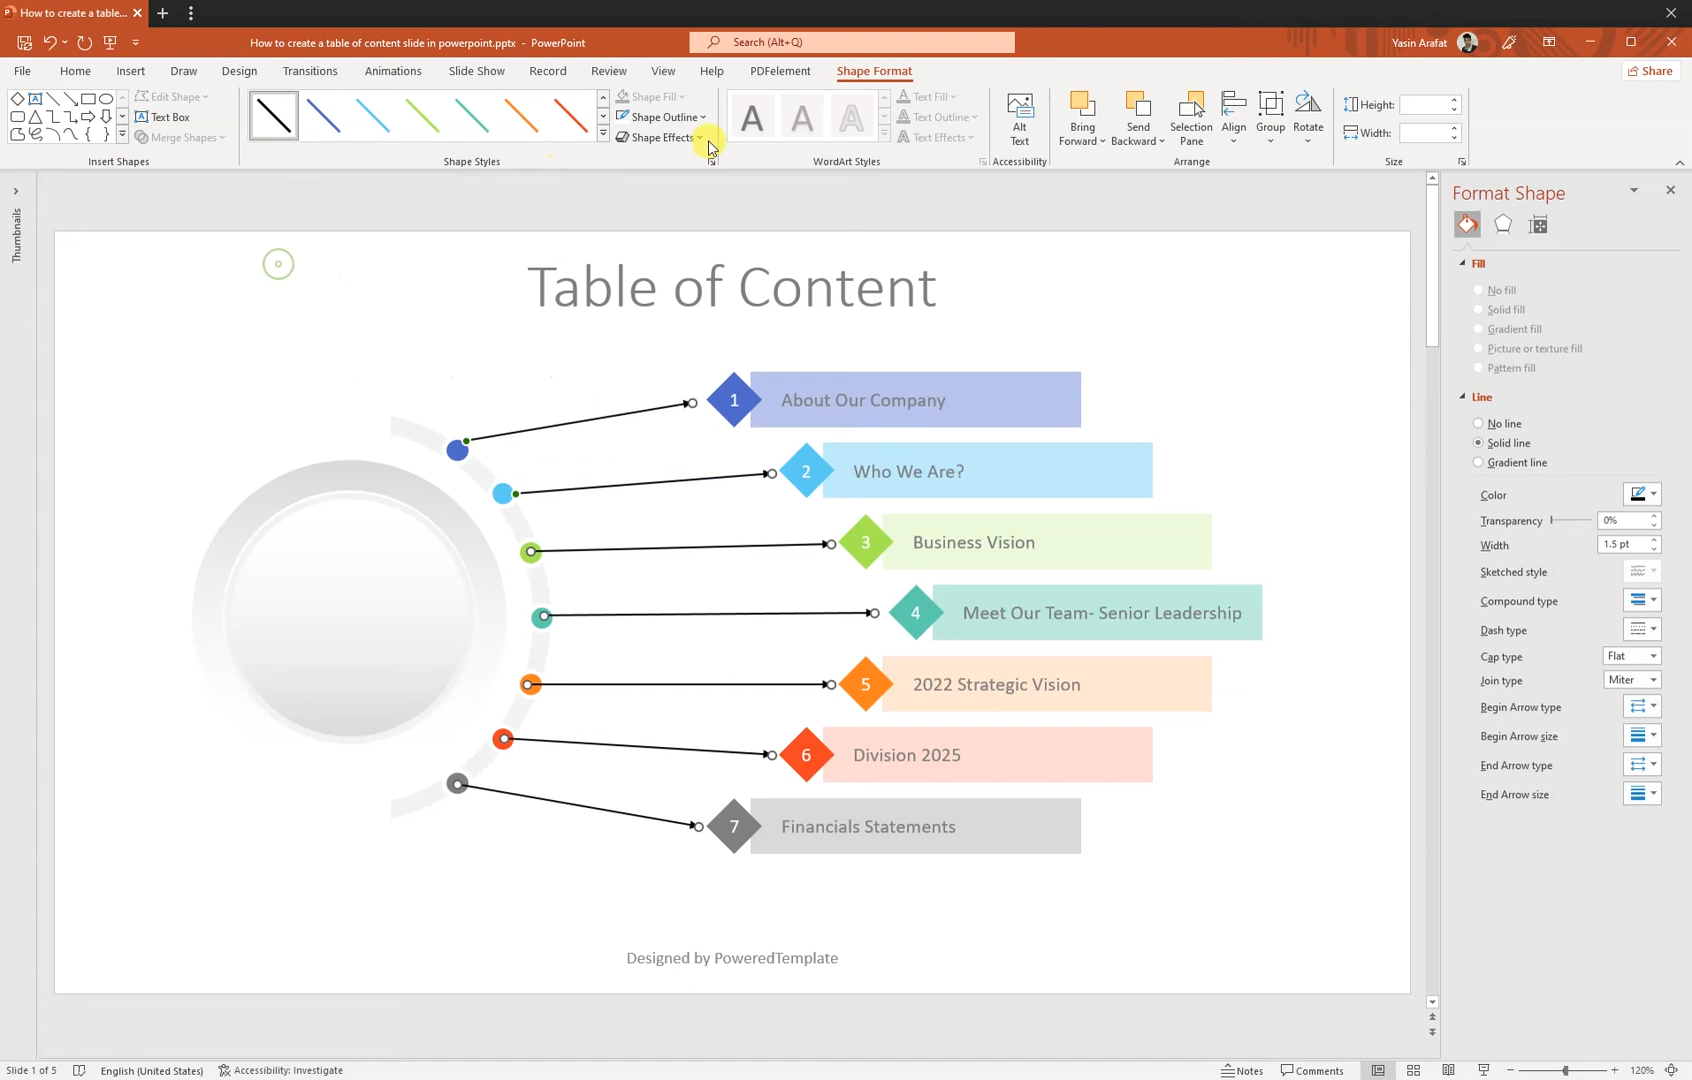 How to create a table...
How to create a table of content slide in powerpoint.pptx - PowerPoint
Search (Alt+Q)
Yasin Arafat
File Home Insert Draw Design Transitions Animations Slide Show Record Review View Help PDFelement Shape Format
Share
Edit Shape
Text Box
Merge Shapes
Insert Shapes
Shape Fill
Shape Outline
Shape Effects
Shape Styles
A A A
Text Fill
Text Outline
Text Effects
WordArt Styles
Alt
Text
Accessibility
Bring
Forward
Send
Backward
Selection
Pane
Align
Group
Rotate
Arrange
Height:
Width:
Size
Thumbnails
Table of Content
1 About Our Company
2 Who We Are?
3 Business Vision
4 Meet Our Team- Senior Leadership
5 2022 Strategic Vision
6 Division 2025
7 Financials Statements
Designed by PoweredTemplate
Format Shape
Fill
No fill
Solid fill
Gradient fill
Picture or texture fill
Pattern fill
Line
No line
Solid line
Gradient line
Color
Transparency 0%
Width 1.5 pt
Sketched style
Compound type
Dash type
Cap type Flat
Join type Miter
Begin Arrow type
Begin Arrow size
End Arrow type
End Arrow size
Slide 1 of 5 English (United States) Accessibility: Investigate
Notes Comments 120%